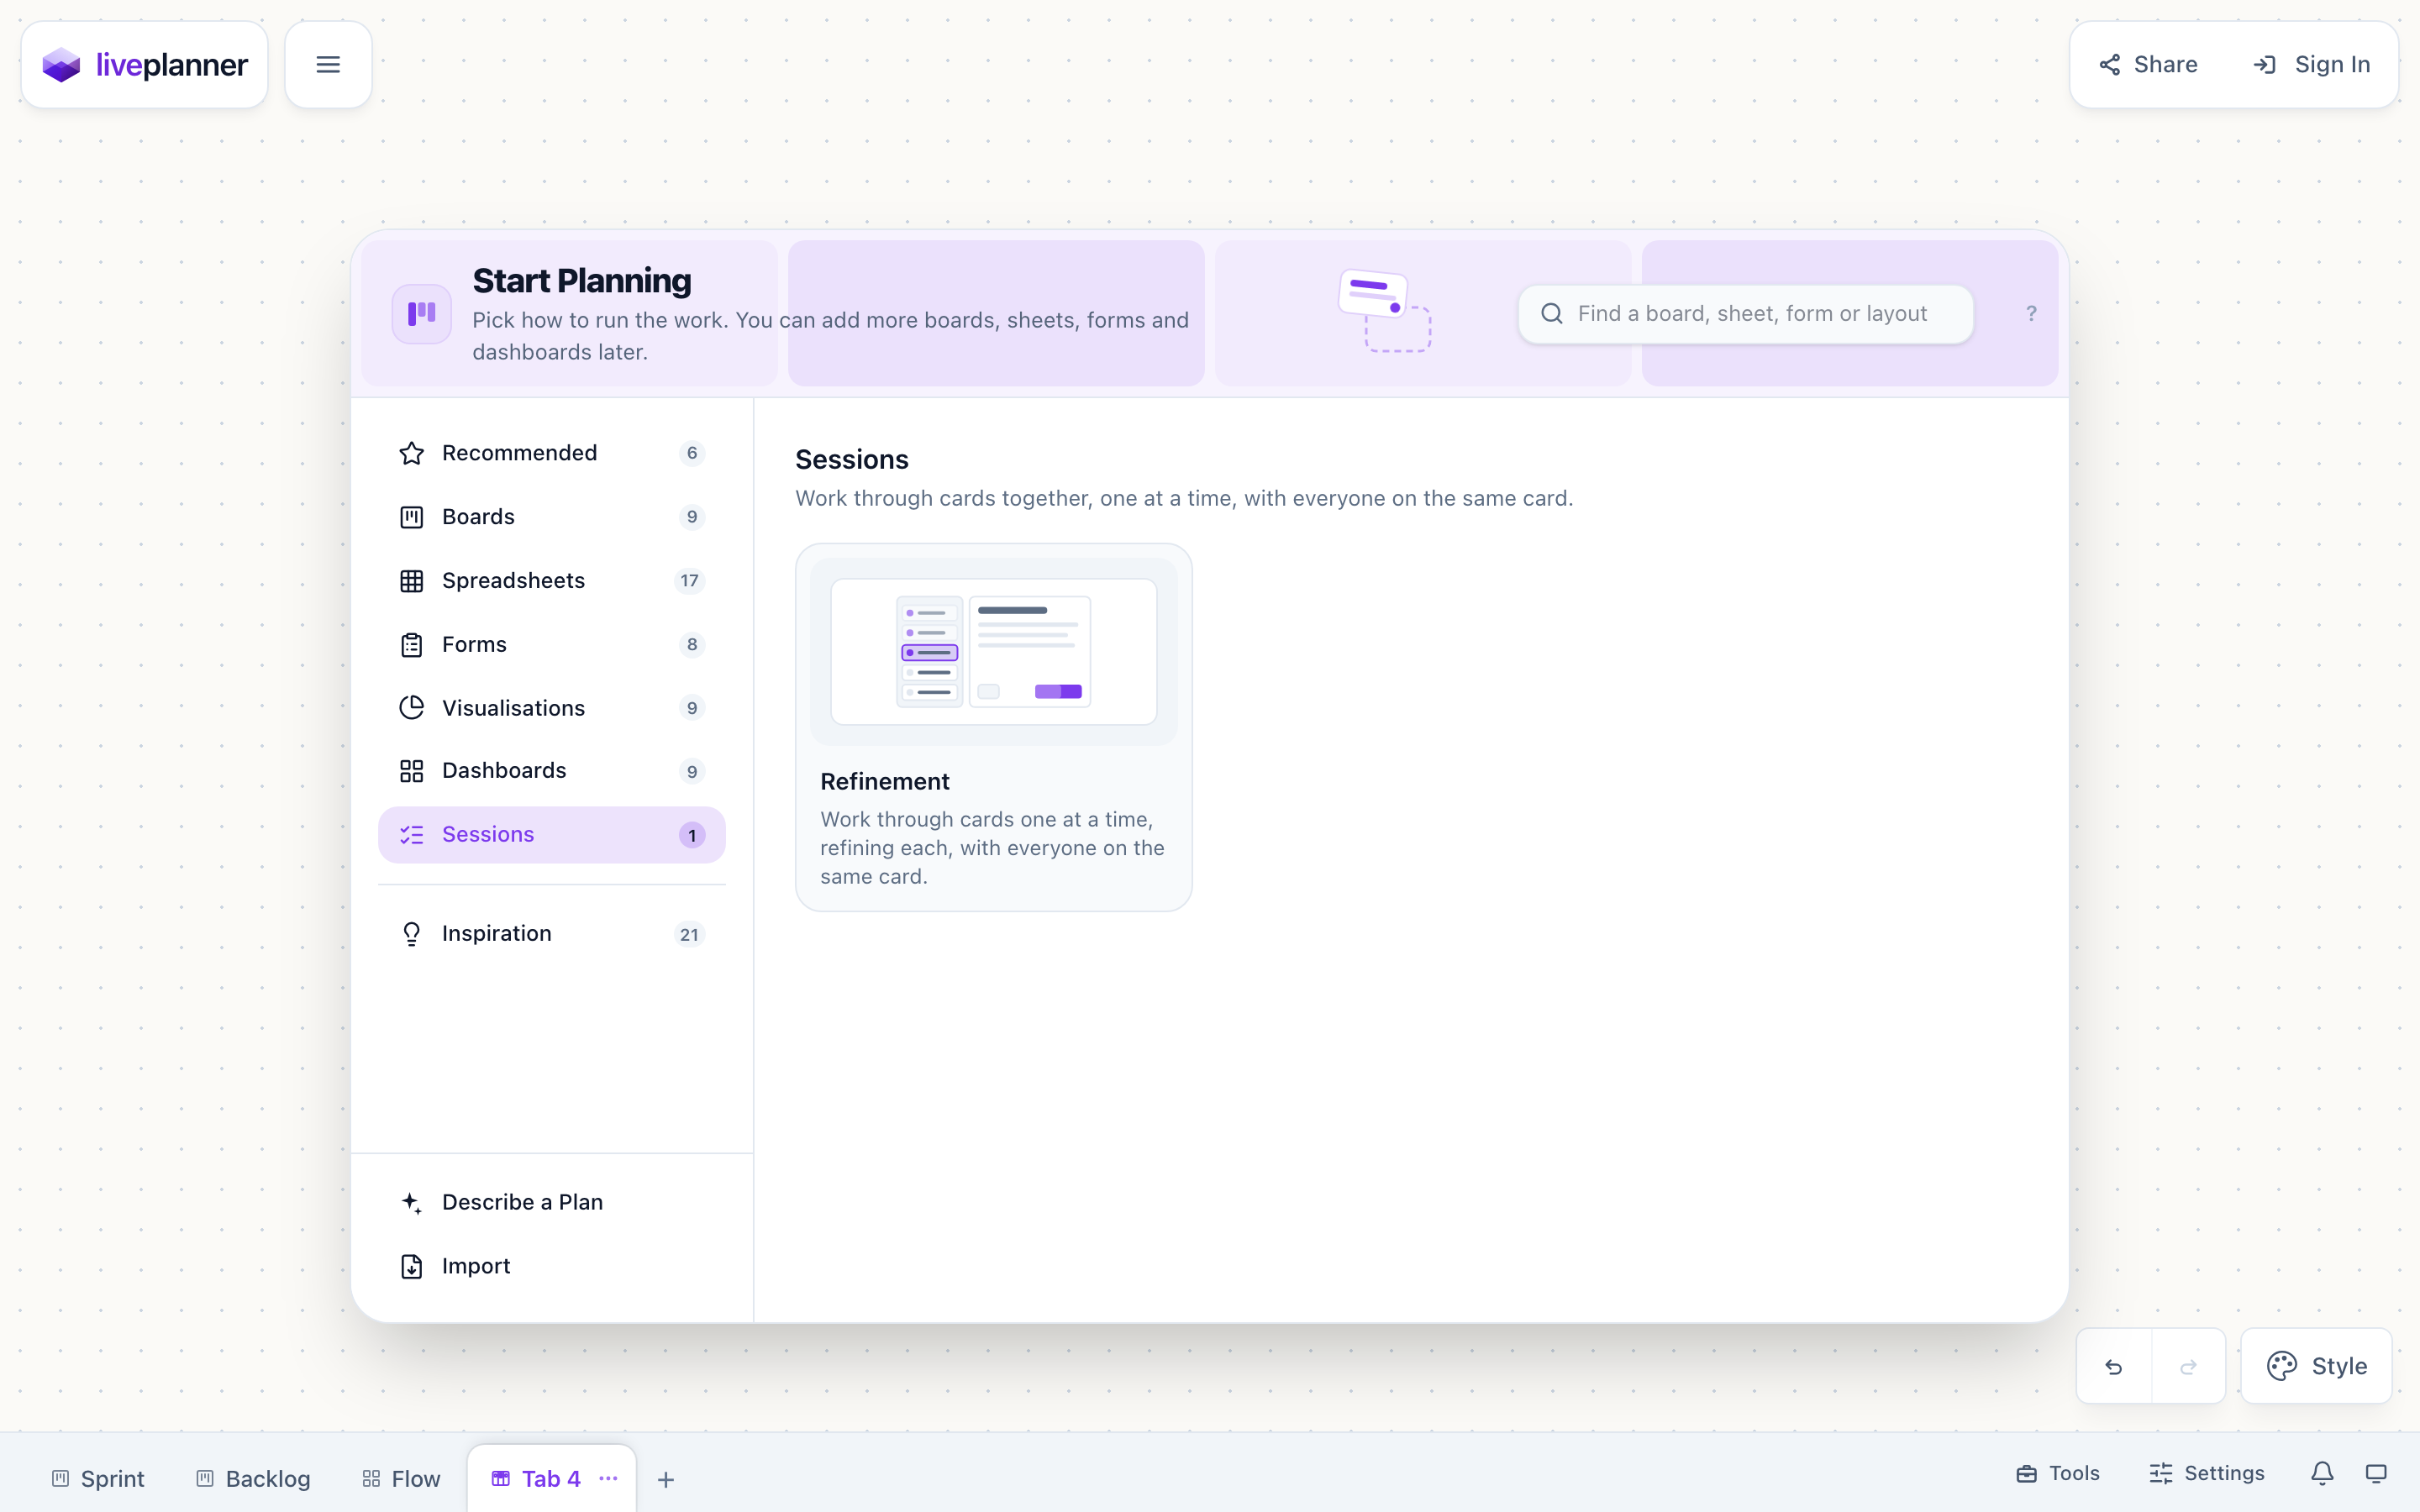 liveplanner
Share
Sign In
Start Planning
Pick how to run the work. You can add more boards, sheets, forms and
dashboards later.
Find a board, sheet, form or layout
?
Recommended 6
Boards 9
Spreadsheets 17
Forms 8
Visualisations 9
Dashboards 9
Sessions 1
Inspiration 21
Describe a Plan
Import
Sessions
Work through cards together, one at a time, with everyone on the same card.
Refinement
Work through cards one at a time,
refining each, with everyone on the
same card.
Style
Sprint
Backlog
Flow
Tab 4
Tools
Settings